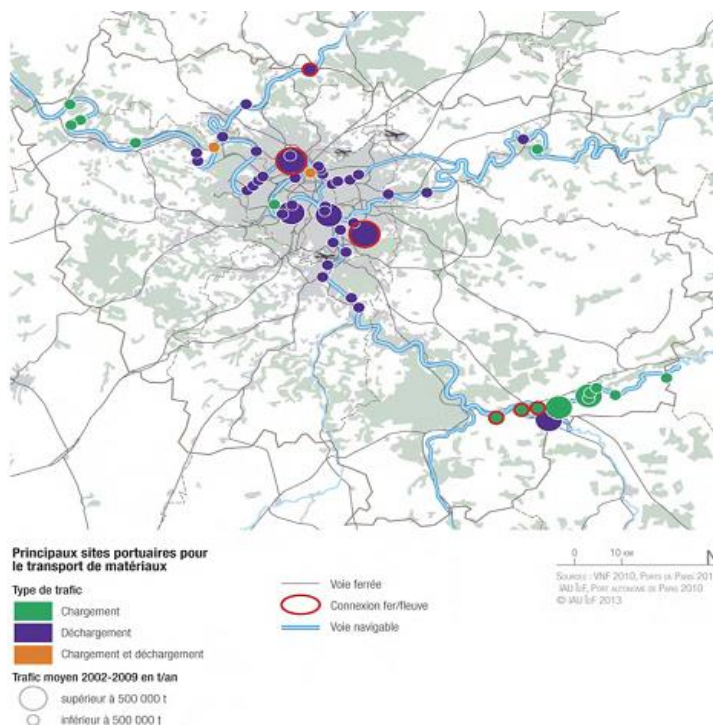 Principaux sites portuaires pour
le transport de matériaux
Type de trafic
Chargement
Déchargement
Chargement et déchargement
Trafic moyen 2002-2009 en t/an
supérieur à 500 000 t
inférieur à 500 000 t
Voie ferrée
Connexion fer/fleuve
Voie navigable
0 10 KM
N
SOURCES : VNF 2010, PORTS DE PARIS 201
IAU ÎDF, PORT AUTONOME DE PARIS 2010
© IAU ÎDF 2013